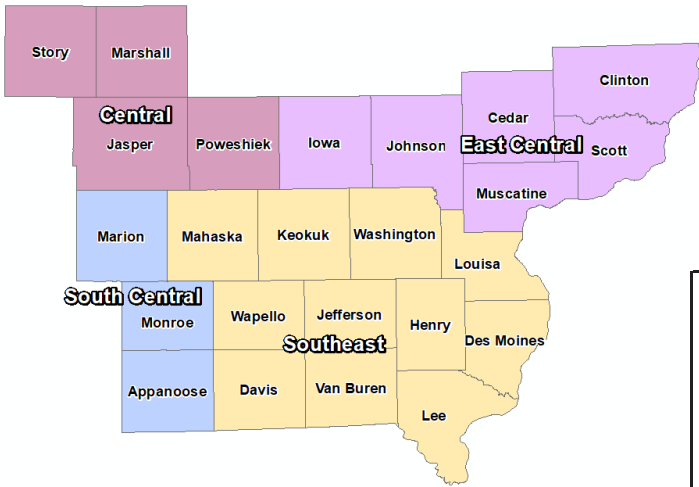 Story
Marshall
Clinton
Central
Cedar
Jasper
Poweshiek
Iowa
Johnson
East Central
Scott
Muscatine
Marion
Mahaska
Keokuk
Washington
Louisa
South Central
Monroe
Wapello
Jefferson
Henry
Southeast
Des Moines
Appanoose
Davis
Van Buren
Lee